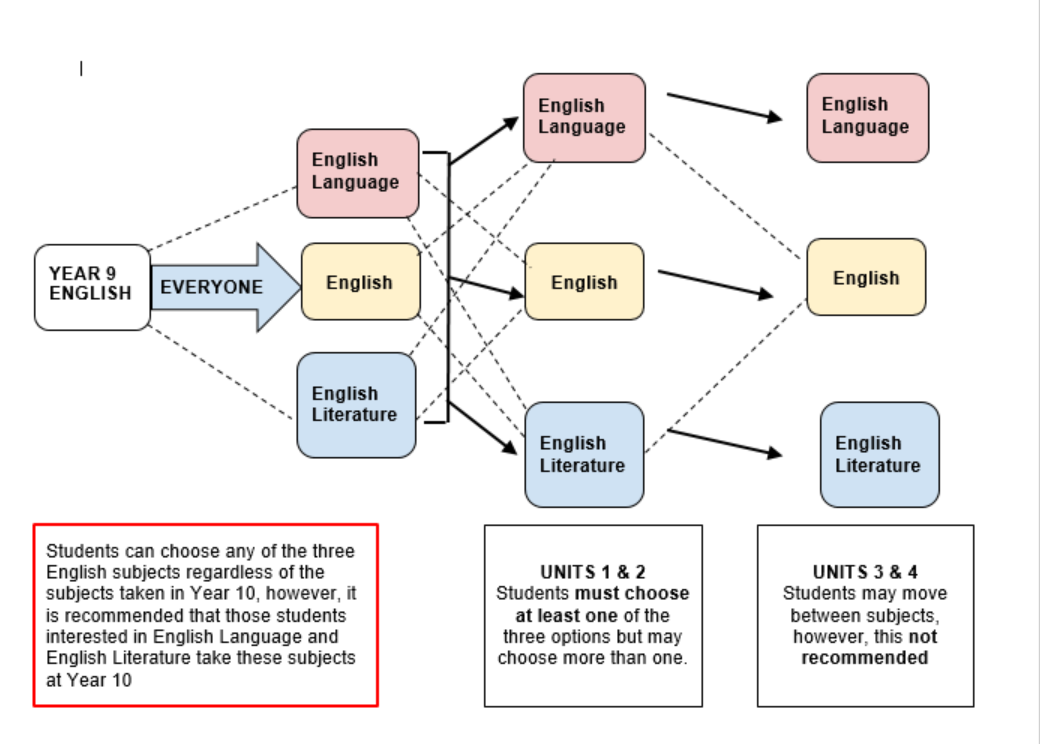 YEAR 9
ENGLISH
EVERYONE
English
Language
English
English
Literature
English
Language
English
English
Literature
English
Language
English
English
Literature
Students can choose any of the three
English subjects regardless of the
subjects taken in Year 10, however, it
is recommended that those students
interested in English Language and
English Literature take these subjects
at Year 10
UNITS 1 & 2
Students must choose
at least one of the
three options but may
choose more than one.
UNITS 3 & 4
Students may move
between subjects,
however, this not
recommended